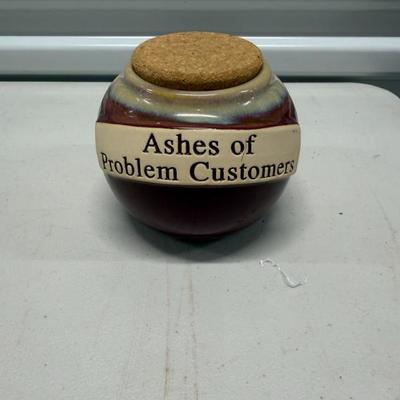 Ashes of
Problem Customers